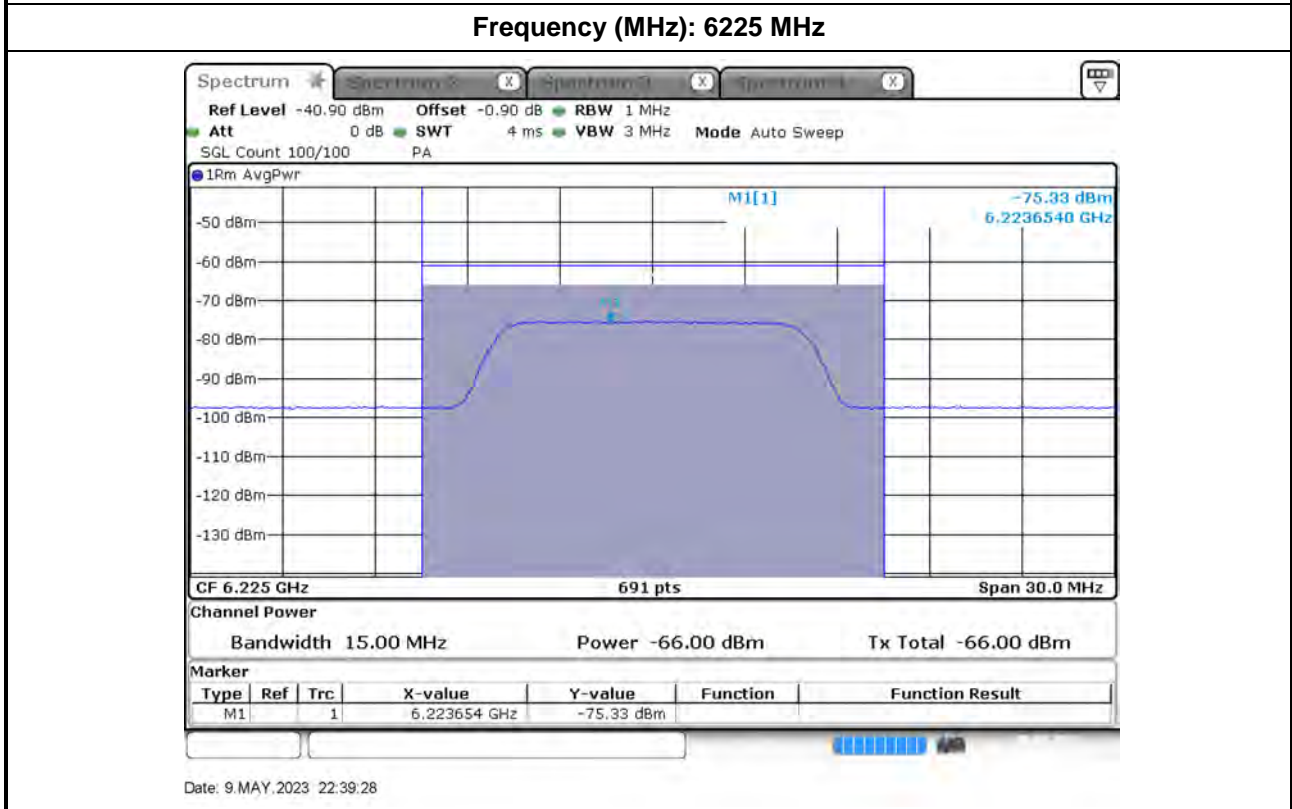 Frequency (MHz): 6225 MHz
Spectrum
Ref Level -40.90 dBm Offset -0.90 dB RBW 1 MHz
Att 0 dB SWT 4 ms VBW 3 MHz Mode Auto Sweep
SGL Count 100/100 PA
1Rm AvgPwr
M1[1] -75.33 dBm
6.2236540 GHz
-50 dBm
-60 dBm
-70 dBm
-80 dBm
-90 dBm
-100 dBm
-110 dBm
-120 dBm
-130 dBm
CF 6.225 GHz 691 pts Span 30.0 MHz
Channel Power
Bandwidth 15.00 MHz Power -66.00 dBm Tx Total -66.00 dBm
Marker
Type Ref Trc X-value Y-value Function Function Result
M1 1 6.223654 GHz -75.33 dBm
Date: 9.MAY.2023 22:39:28